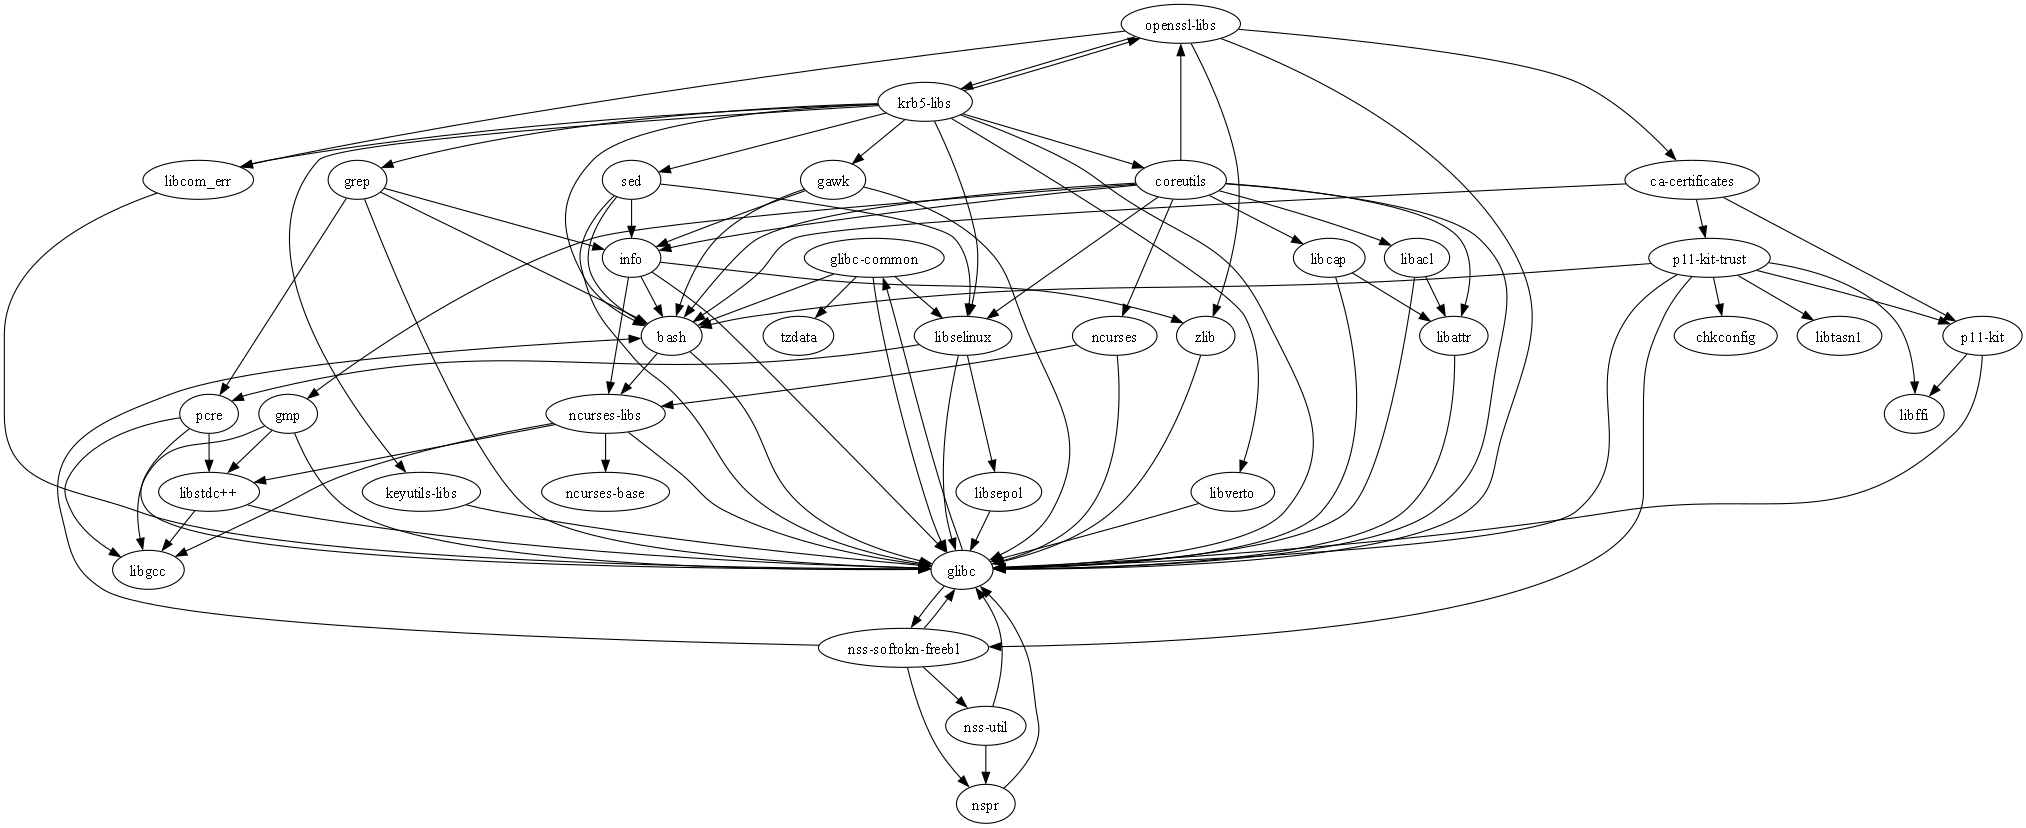 openssl-libs
krb5-libs
libcom_err
grep
sed
gawk
coreutils
ca-certificates
info
glibc-common
libcap
libacl
p11-kit-trust
bash
tzdata
libselinux
ncurses
zlib
libattr
chkconfig
libtasn1
p11-kit
pcre
gmp
ncurses-libs
libffi
libstdc++
keyutils-libs
ncurses-base
libsepol
libverto
libgcc
glibc
nss-softokn-freebl
nss-util
nspr